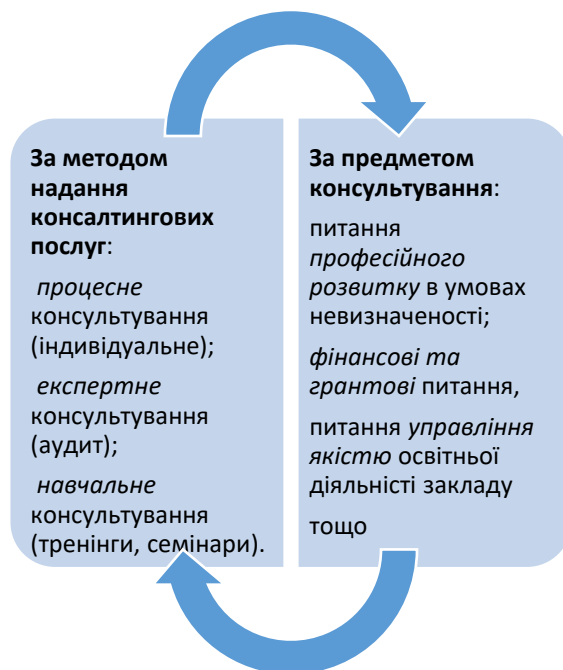 За методом
надання
консалтингових
послуг:
процесне
консультування
(індивідуальне);
експертне
консультування
(аудит);
навчальне
консультування
(тренінги, семінари).
За предметом
консультування:
питання
професійного
розвитку в умовах
невизначеності;
фінансові та
грантові питання,
питання управління
якістю освітньої
діяльністі закладу
тощо